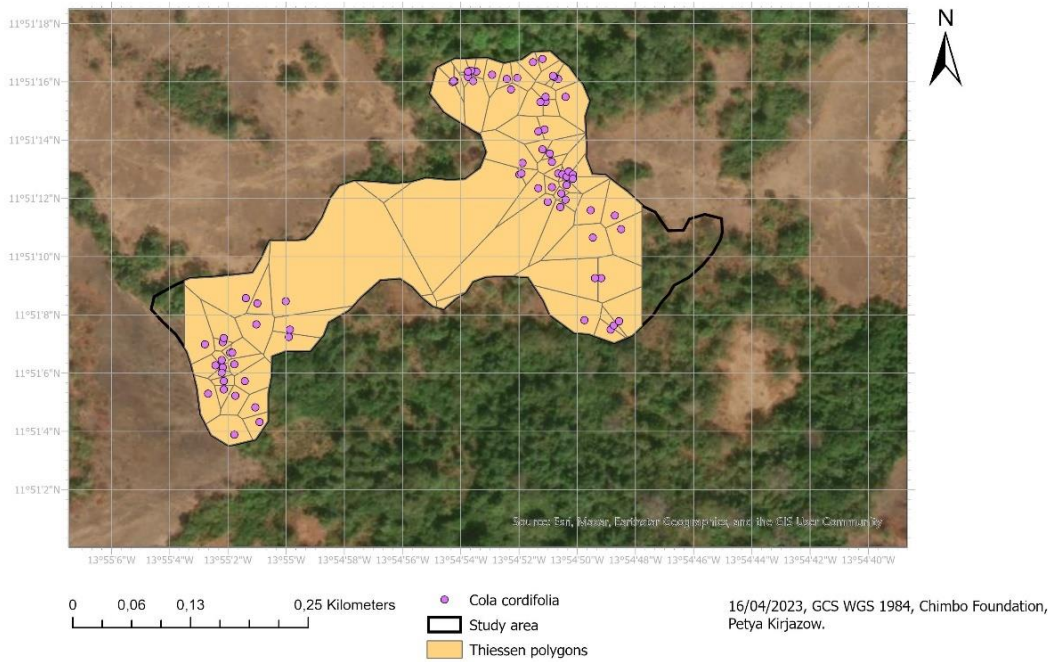 N
11°51'18"N
11°51'16"N
11°51'14"N
11°51'12"N
11°51'10"N
11°51'8"N
11°51'6"N
11°51'4"N
11°51'2"N
Source: Esri, Maxar, Earthstar Geographics, and the GIS User Community
13°55'6"W 13°55'4"W 13°55'2"W 13°55'W 13°54'58"W 13°54'56"W 13°54'54"W 13°54'52"W 13°54'50"W 13°54'48"W 13°54'46"W 13°54'44"W 13°54'42"W 13°54'40"W
0 0,06 0,13 0,25 Kilometers
Cola cordifolia
Study area
Thiessen polygons
16/04/2023, GCS WGS 1984, Chimbo Foundation,
Petya Kirjazow.